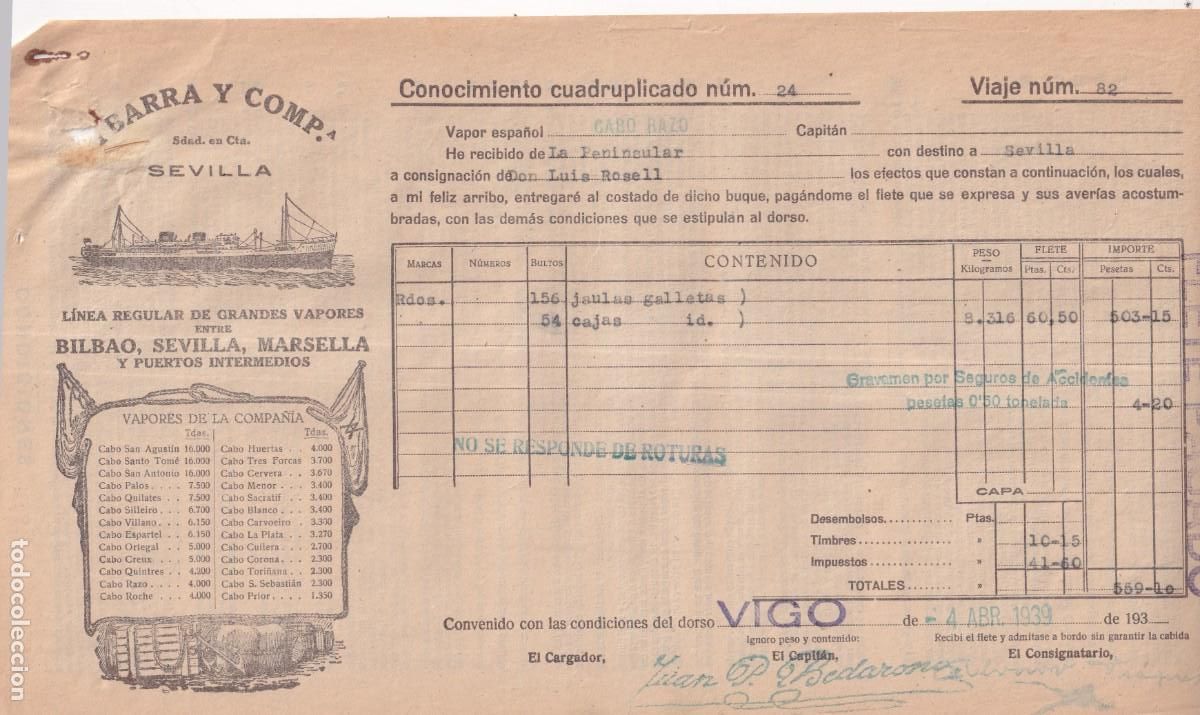 YBARRA Y COMP.A
Sdad. en Cta.
SEVILLA
LÍNEA REGULAR DE GRANDES VAPORES
ENTRE
BILBAO, SEVILLA, MARSELLA
Y PUERTOS INTERMEDIOS
VAPORES DE LA COMPAÑIA
Tdas. Tdas.
Cabo San Agustin 16.000 Cabo Huertas . . 4.000
Cabo Santo Tomé 16.000 Cabo Tres Forcas 3.700
Cabo San Antonio 16.000 Cabo Cervera . . 3.670
Cabo Palos. . . . 7.500 Cabo Menor . . . 3.400
Cabo Quilates . . 7.500 Cabo Sacratif . . 3.400
Cabo Silleiro . . 6.700 Cabo Blanco. . . 3.400
Cabo Villano. . . 6.150 Cabo Carvoeiro . 3.300
Cabo Espartel . . 6.150 Cabo La Plata . . 3.270
Cabo Ortegal . . 5.000 Cabo Cullera . . 2.700
Cabo Creux. . . . 5.000 Cabo Corona. . . 2.300
Cabo Quintres . . 4.200 Cabo Toriñana . . 2.300
Cabo Razo . . . . 4.000 Cabo S. Sebastián 2.300
Cabo Roche . . . 4.000 Cabo Prior. . . . 1.350
Conocimiento cuadruplicado núm. 24 Viaje núm. 82
Vapor español CABO RAZO Capitán
He recibido de La Peninsular con destino a Sevilla
a consignación de Don Luis Rosell los efectos que constan a continuación, los cuales,
a mi feliz arribo, entregaré al costado de dicho buque, pagándome el flete que se expresa y sus averías acostum-
bradas, con las demás condiciones que se estipulan al dorso.
MARCAS NÚMEROS BULTOS CONTENIDO PESO Kilogramos FLETE Ptas. Cts. IMPORTE Pesetas Cts.
Rdos. 156 jaulas galletas )
54 cajas id. ) 8.316 60,50 503-15
Gravamen por Seguros de Accidentes
pesetas 0'50 tonelada 4-20
NO SE RESPONDE DE ROTURAS
CAPA
Desembolsos........... Ptas.
Timbres............... » 10-15
Impuestos............. » 41-60
TOTALES........ » 559-10
Convenido con las condiciones del dorso VIGO de - 4 ABR. 1939 de 193
Ignoro peso y contenido: Recibí el flete y admítase a bordo sin garantir la cabida
El Cargador, El Capitán, El Consignatario,
Juan P.
todocoleccion